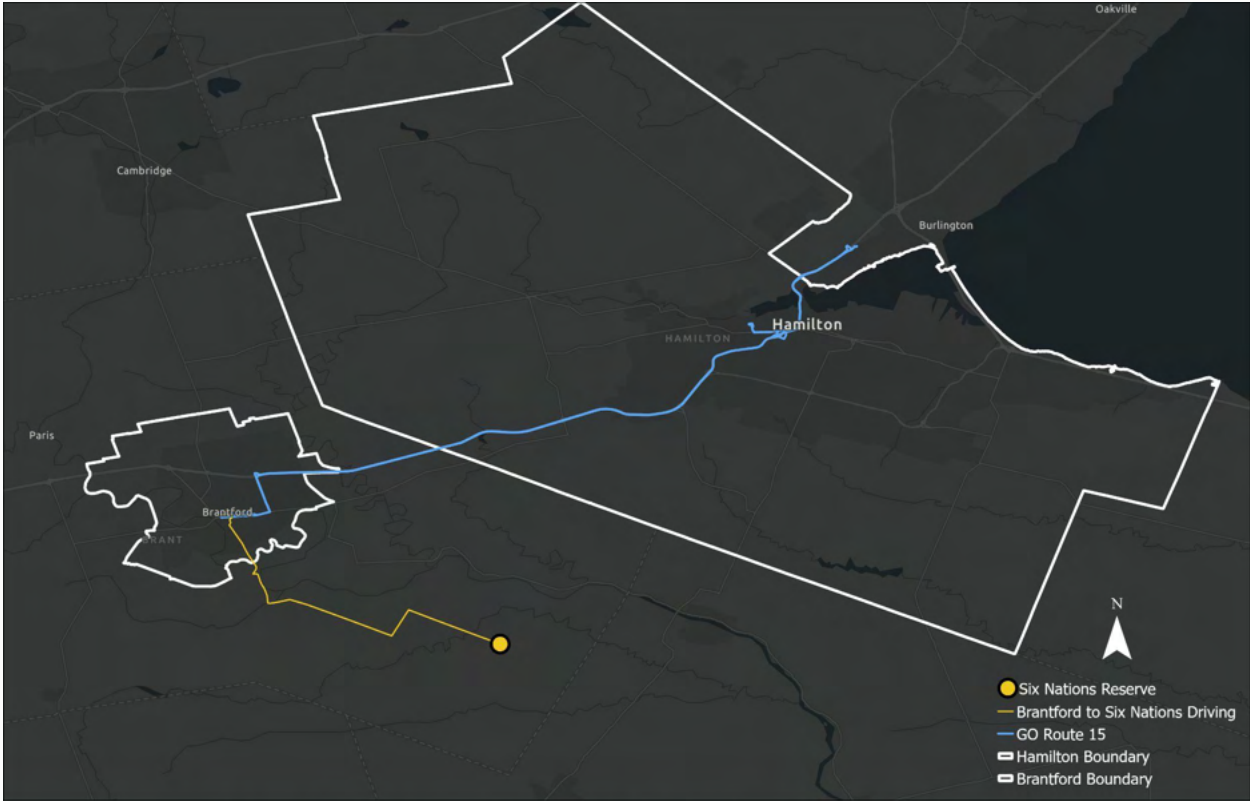 Oakville
Cambridge
Burlington
Hamilton
HAMILTON
Paris
Brantford
BRANT
N
Six Nations Reserve
Brantford to Six Nations Driving
GO Route 15
Hamilton Boundary
Brantford Boundary